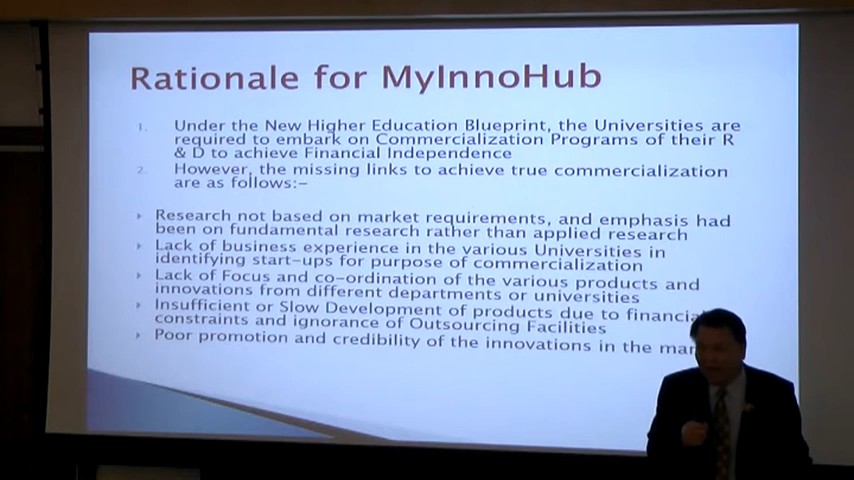 Rationale for MyInnoHub
1. Under the New Higher Education Blueprint, the Universities are
required to embark on Commercialization Programs of their R
& D to achieve Financial Independence
2. However, the missing links to achieve true commercialization
are as follows:-
Research not based on market requirements, and emphasis had
been on fundamental research rather than applied research
Lack of business experience in the various Universities in
identifying start-ups for purpose of commercialization
Lack of Focus and co-ordination of the various products and
innovations from different departments or universities
Insufficient or Slow Development of products due to financia
constraints and ignorance of Outsourcing Facilities
Poor promotion and credibility of the innovations in the mar